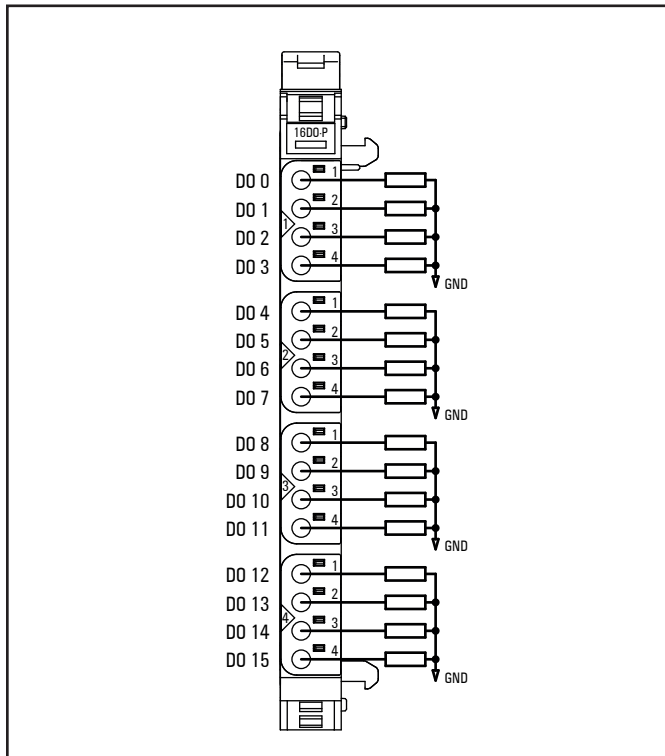 16DO-P
DO 0 1
DO 1 2
1
DO 2 3
DO 3 4
GND
DO 4 1
DO 5 2
2
DO 6 3
DO 7 4
GND
DO 8 1
DO 9 2
3
DO 10 3
DO 11 4
GND
DO 12 1
DO 13 2
4
DO 14 3
DO 15 4
GND